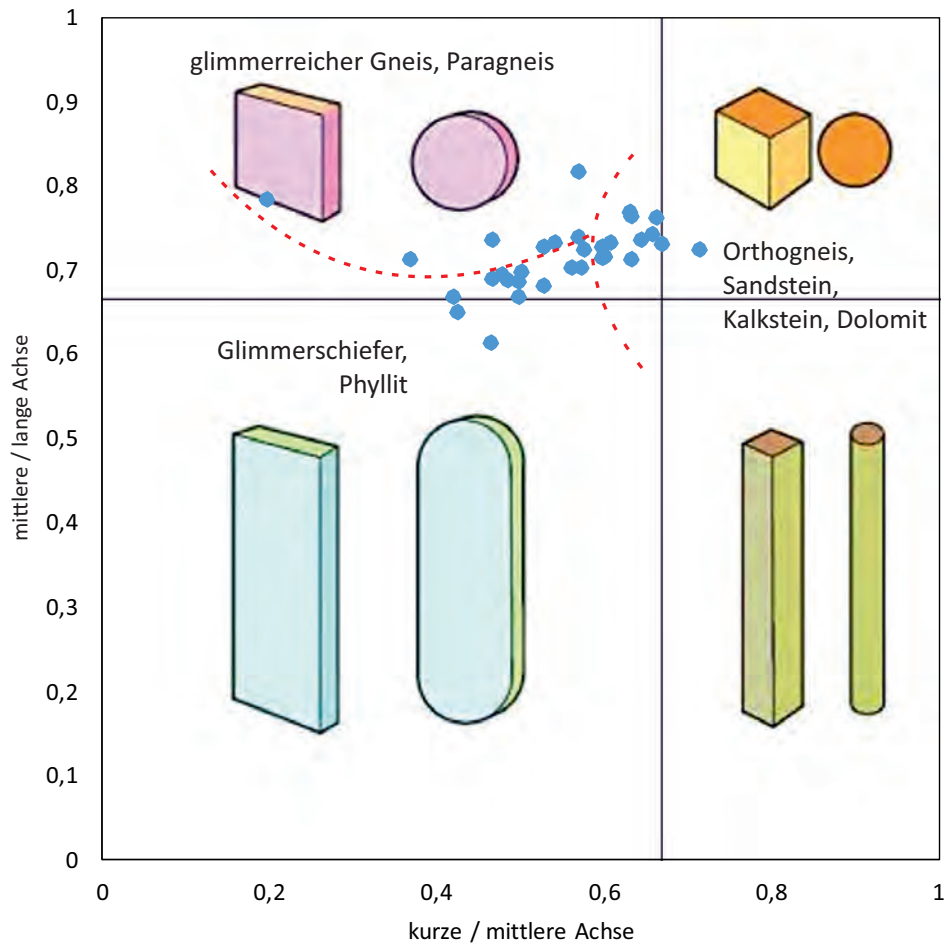 1
0,9
0,8
0,7
0,6
0,5
0,4
0,3
0,2
0,1
0
mittlere / lange Achse
glimmerreicher Gneis, Paragneis
Orthogneis,
Sandstein,
Kalkstein, Dolomit
Glimmerschiefer,
Phyllit
0
0,2
0,4
0,6
0,8
1
kurze / mittlere Achse